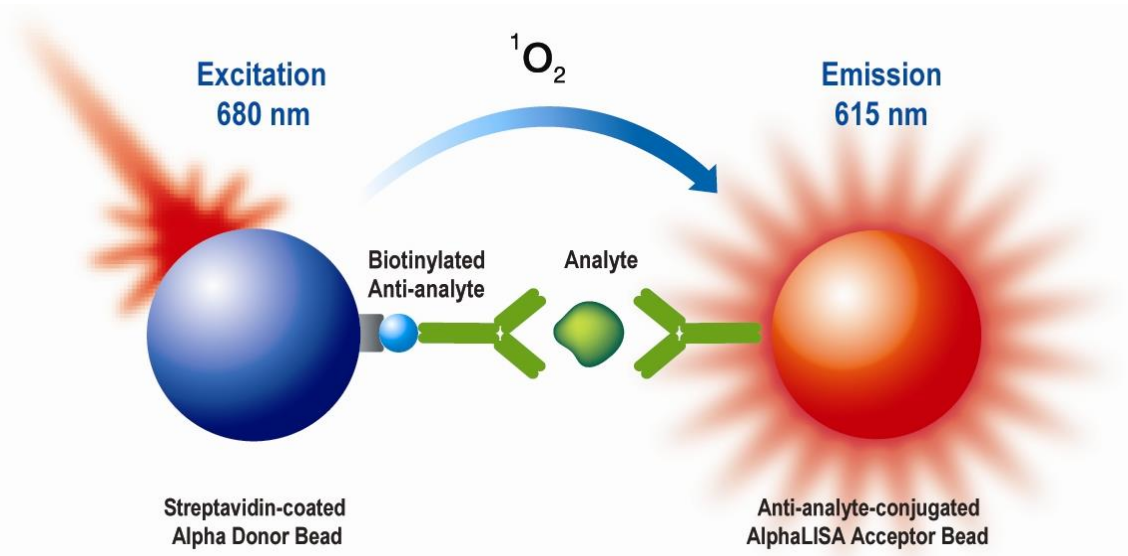 Excitation
680 nm
¹O₂
Emission
615 nm
Biotinylated
Anti-analyte
Analyte
Streptavidin-coated
Alpha Donor Bead
Anti-analyte-conjugated
AlphaLISA Acceptor Bead